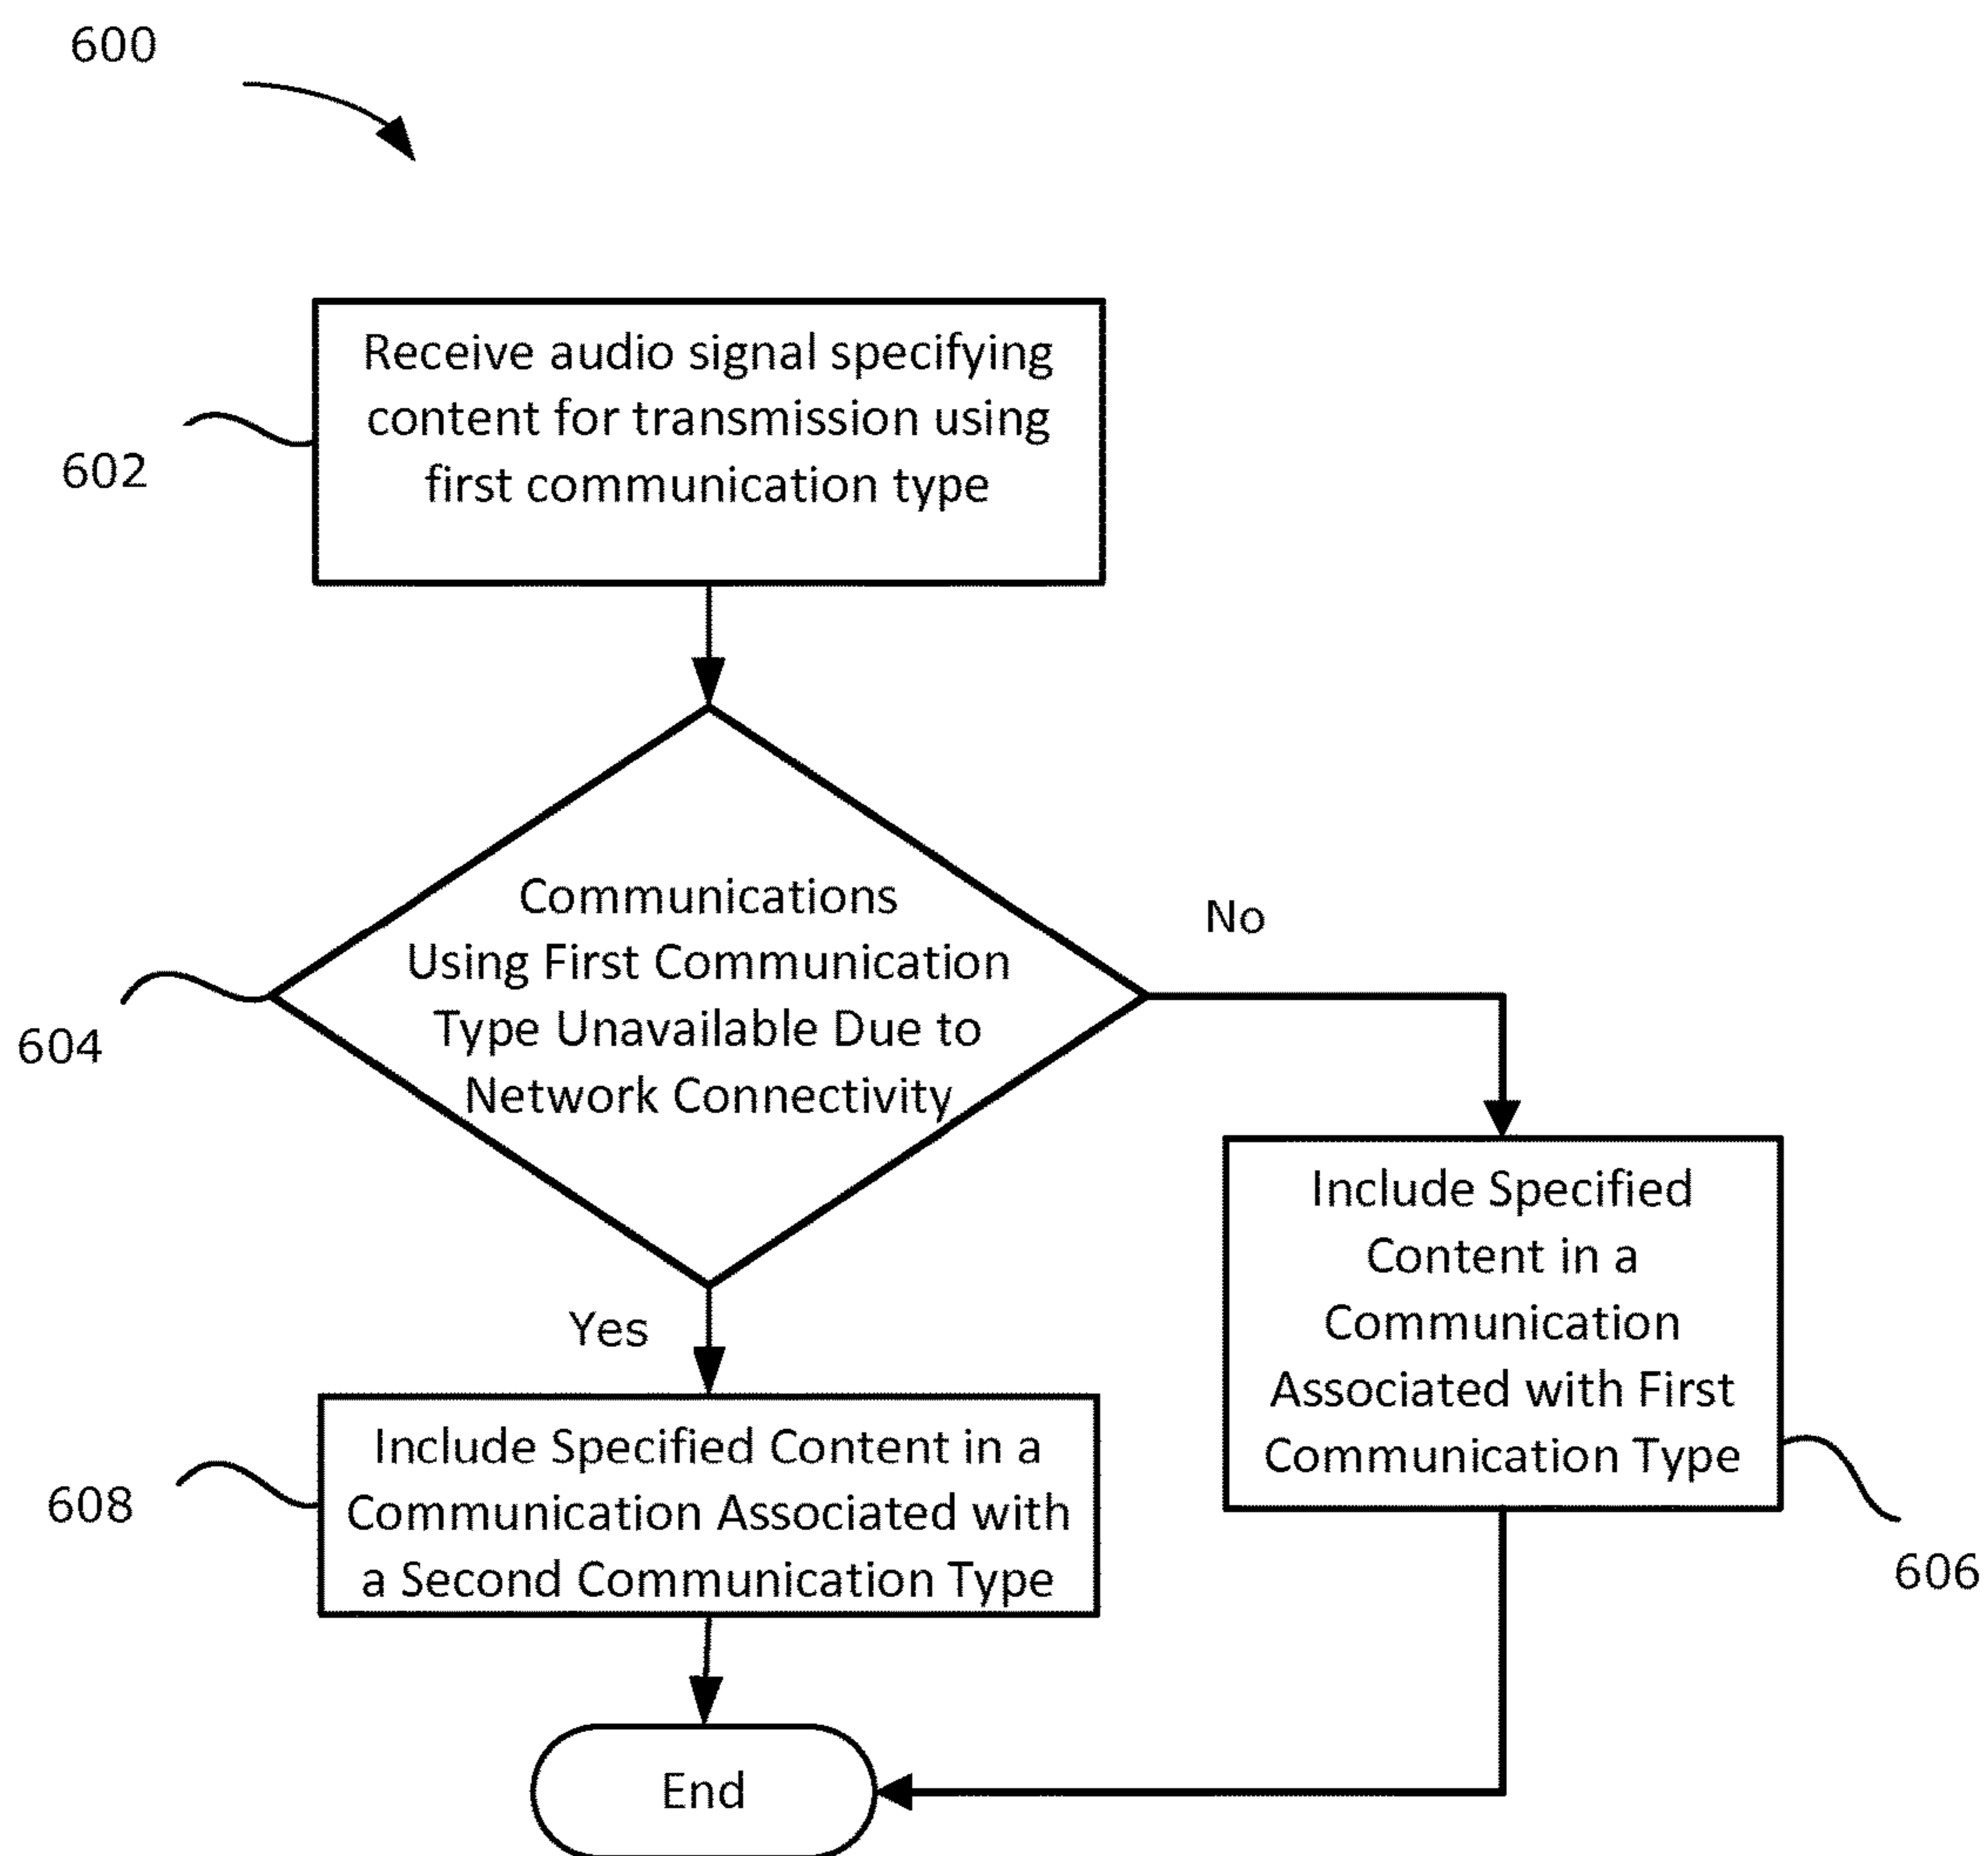 600
Receive audio signal specifying
content for transmission using
first communication type
602
Communications
Using First Communication
Type Unavailable Due to
Network Connectivity
604
No
Yes
Include Specified
Content in a
Communication
Associated with First
Communication Type
606
Include Specified Content in a
Communication Associated with
a Second Communication Type
608
End